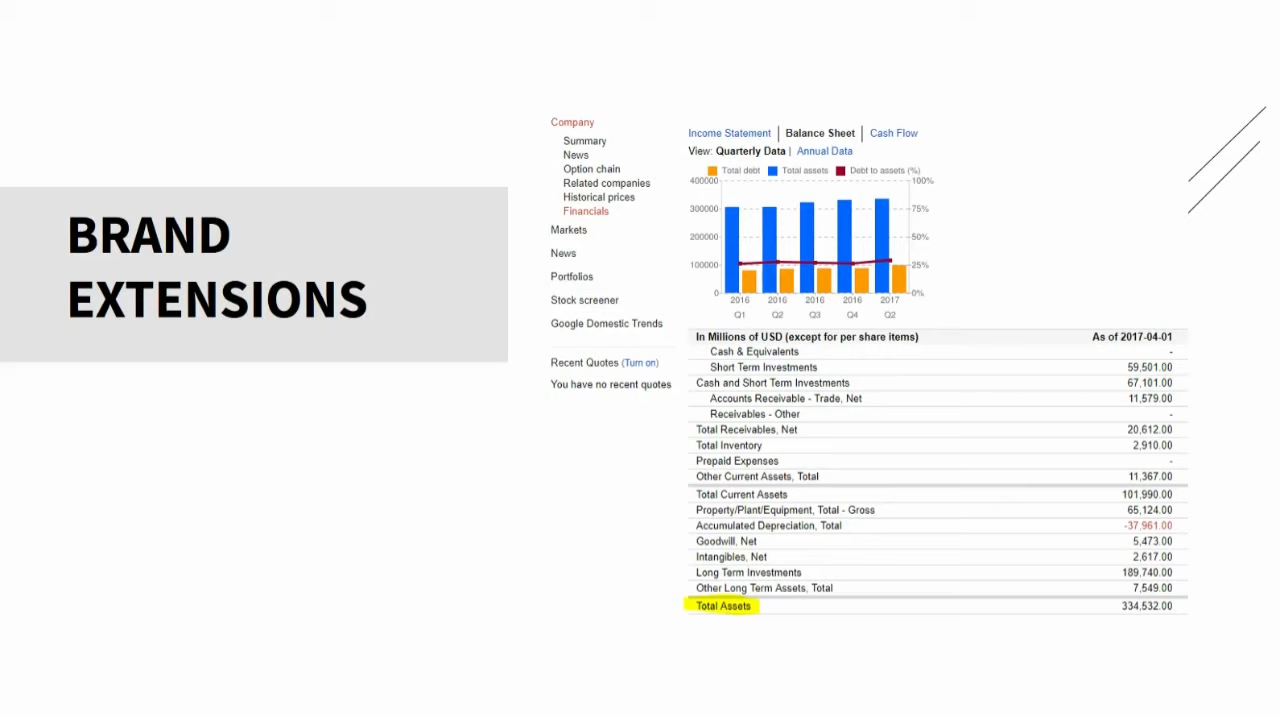 BRAND
EXTENSIONS
Company
Summary
News
Option chain
Related companies
Historical prices
Financials
Markets
News
Portfolios
Stock screener
Google Domestic Trends
Recent Quotes (Turn on)
You have no recent quotes
Income Statement | Balance Sheet | Cash Flow
View: Quarterly Data | Annual Data
Total debt Total assets Debt to assets (%)
400000 100%
300000 75%
200000 50%
100000 25%
0 0%
2016 2016 2016 2016 2017
Q1 Q2 Q3 Q4 Q2
In Millions of USD (except for per share items) As of 2017-04-01
Cash & Equivalents -
Short Term Investments 59,501.00
Cash and Short Term Investments 67,101.00
Accounts Receivable - Trade, Net 11,579.00
Receivables - Other -
Total Receivables, Net 20,612.00
Total Inventory 2,910.00
Prepaid Expenses -
Other Current Assets, Total 11,367.00
Total Current Assets 101,990.00
Property/Plant/Equipment, Total - Gross 65,124.00
Accumulated Depreciation, Total -37,961.00
Goodwill, Net 5,473.00
Intangibles, Net 2,617.00
Long Term Investments 189,740.00
Other Long Term Assets, Total 7,549.00
Total Assets 334,532.00